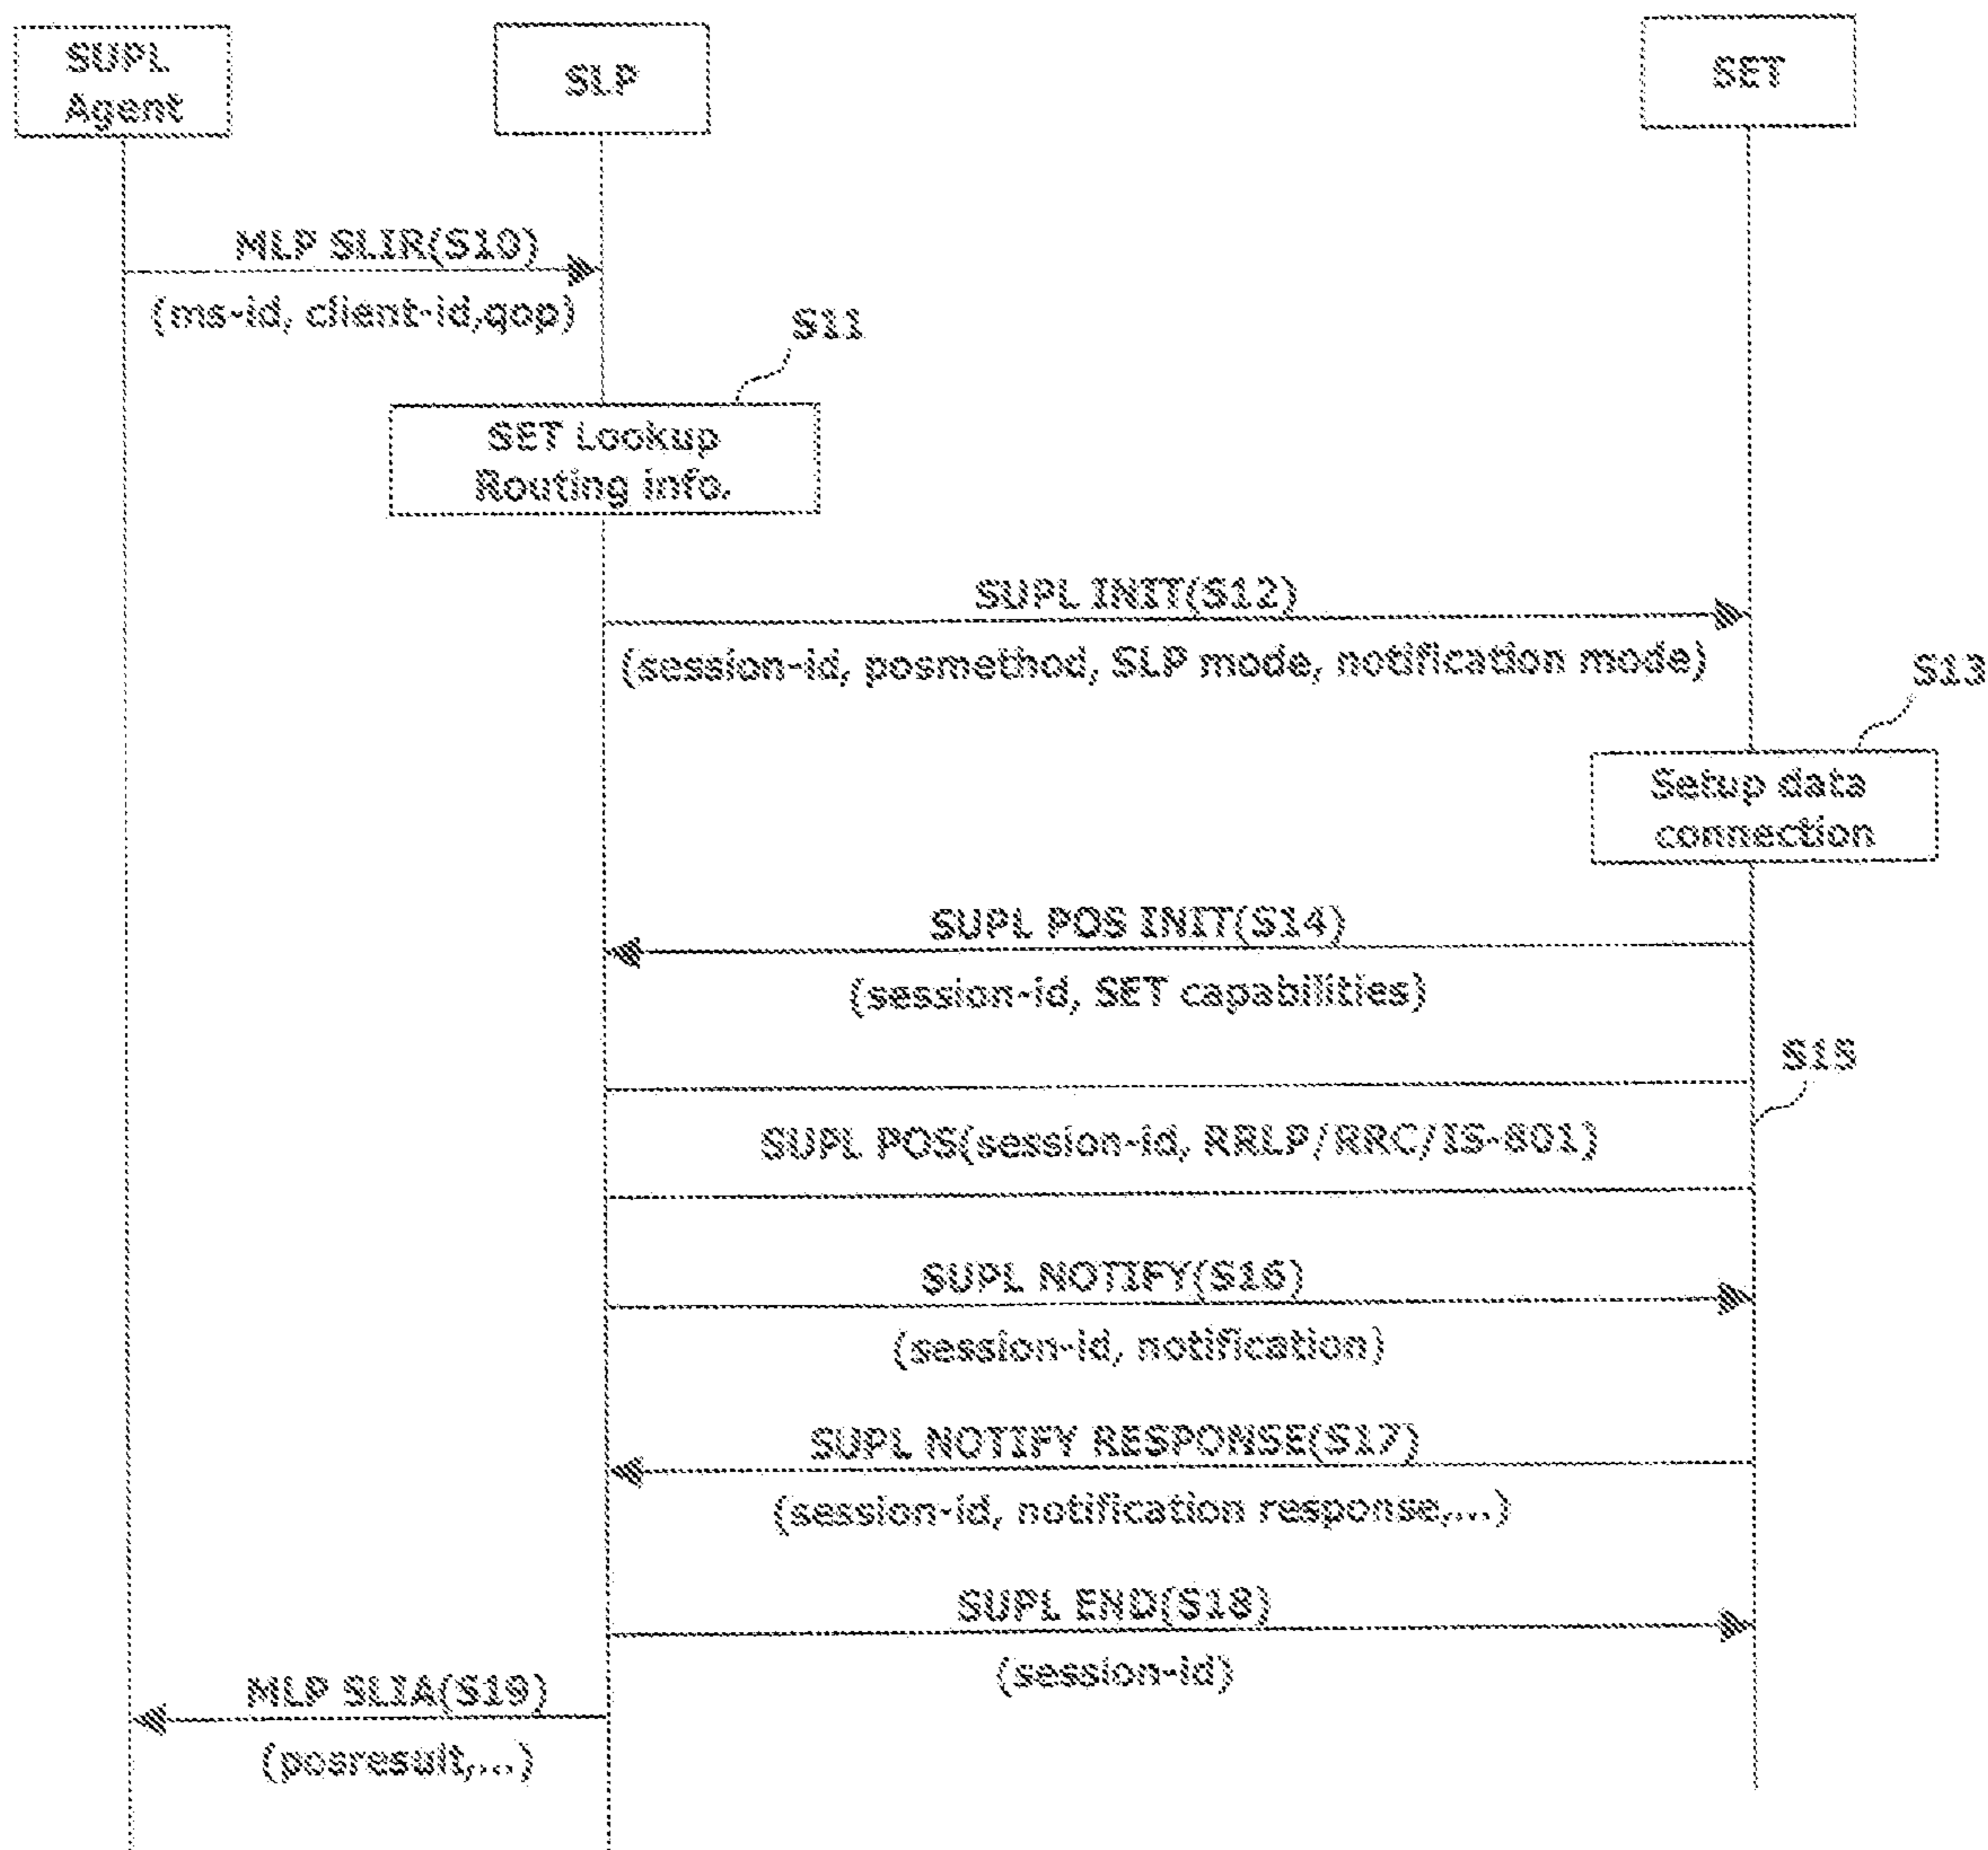 SUPL
Agent
SLP
SET
MLP SLIR(S10)
(ms-id, client-id,qop)
S11
SET Lookup
Routing info.
SUPL INIT(S12)
(session-id, posmethod, SLP mode, notification mode)
S13
Setup data
connection
SUPL POS INIT(S14)
(session-id, SET capabilities)
S15
SUPL POS(session-id, RRLP/RRC/IS-801)
SUPL NOTIFY(S16)
(session-id, notification)
SUPL NOTIFY RESPONSE(S17)
(session-id, notification response,...)
SUPL END(S18)
(session-id)
MLP SLIA(S19)
(posresult,...)